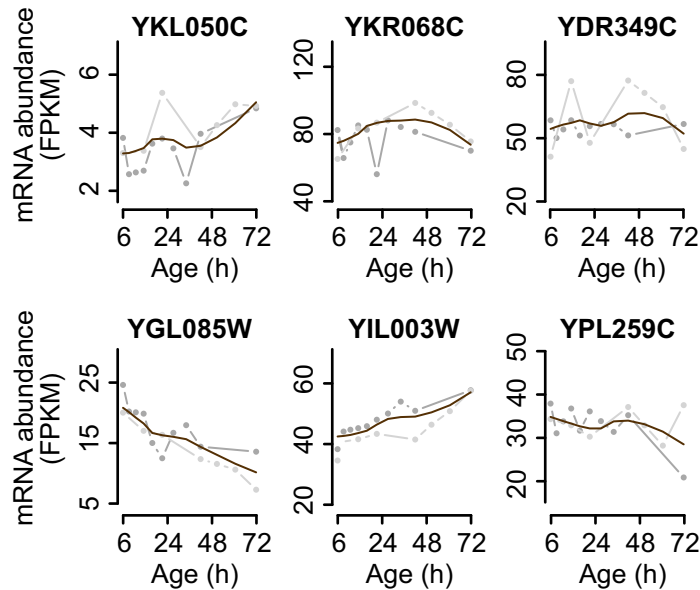 YKL050C
YKR068C
YDR349C
mRNA abundance
(FPKM)
2
4
6
6
24
48
72
Age (h)
40
80
120
6
24
48
72
Age (h)
20
50
80
6
24
48
72
Age (h)
YGL085W
YIL003W
YPL259C
mRNA abundance
(FPKM)
5
15
25
6
24
48
72
Age (h)
20
40
60
6
24
48
72
Age (h)
20
30
40
50
6
24
48
72
Age (h)